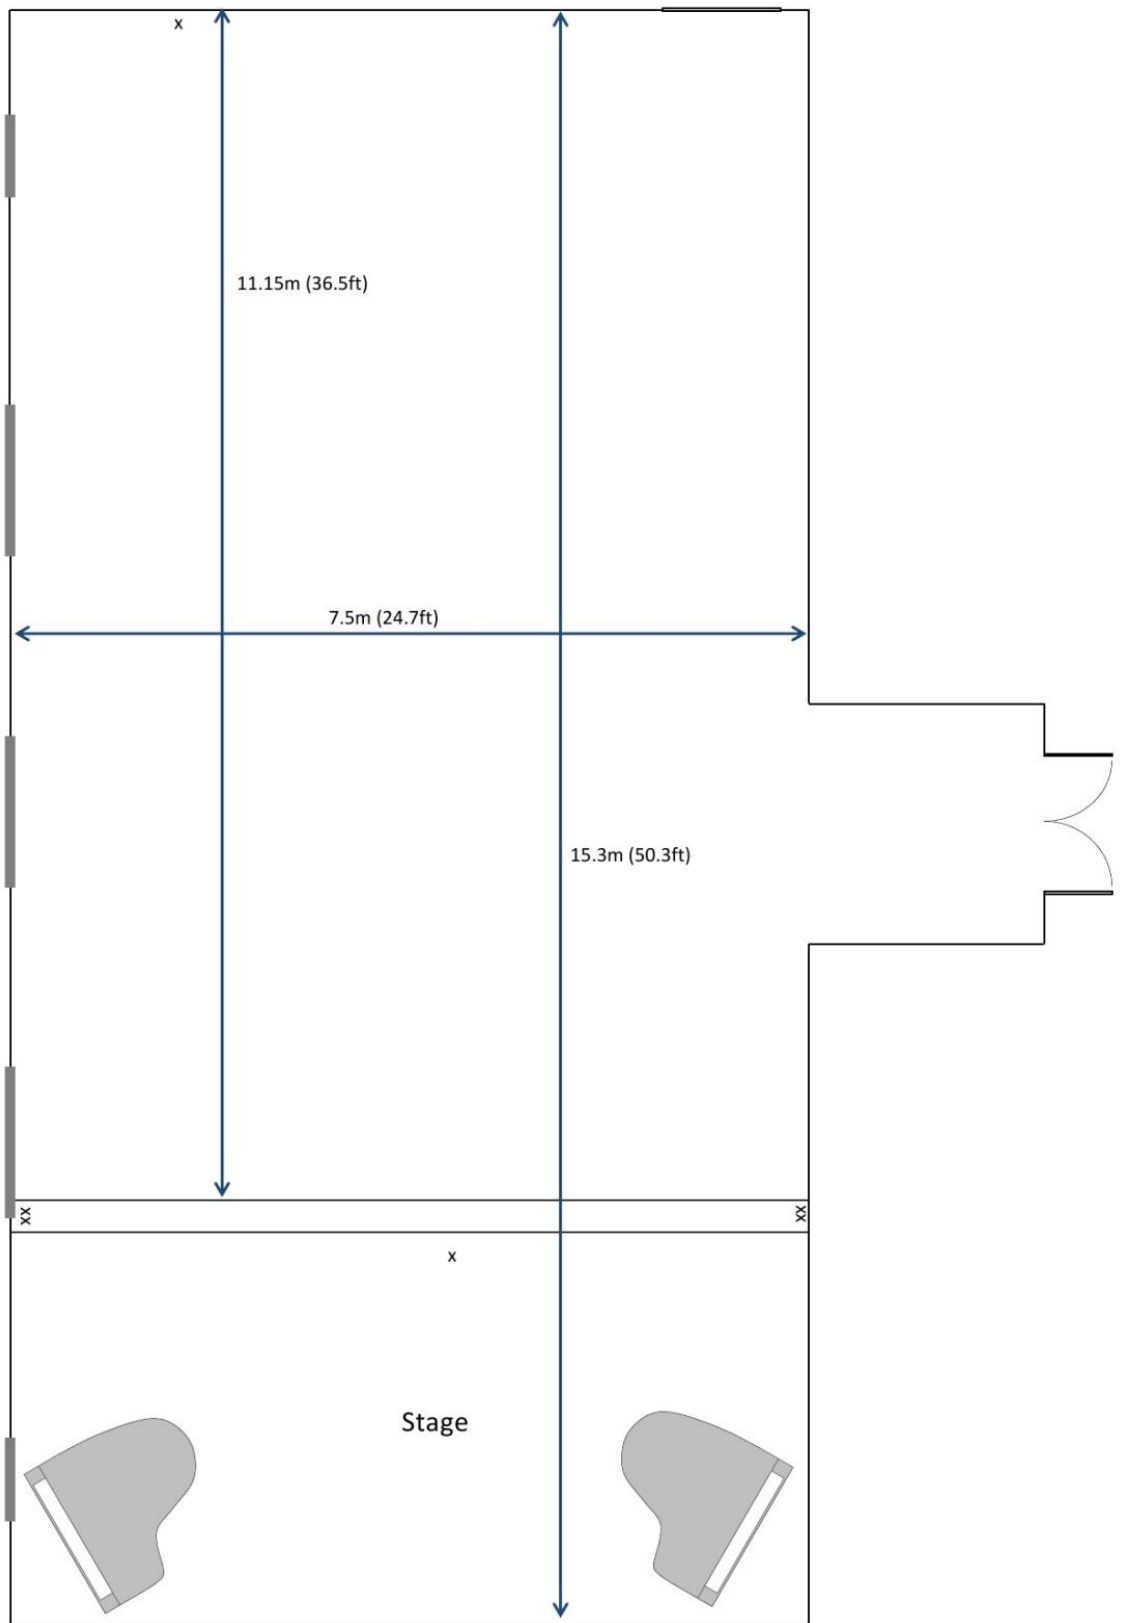 x
11.15m (36.5ft)
7.5m (24.7ft)
15.3m (50.3ft)
xx
xx
x
Stage